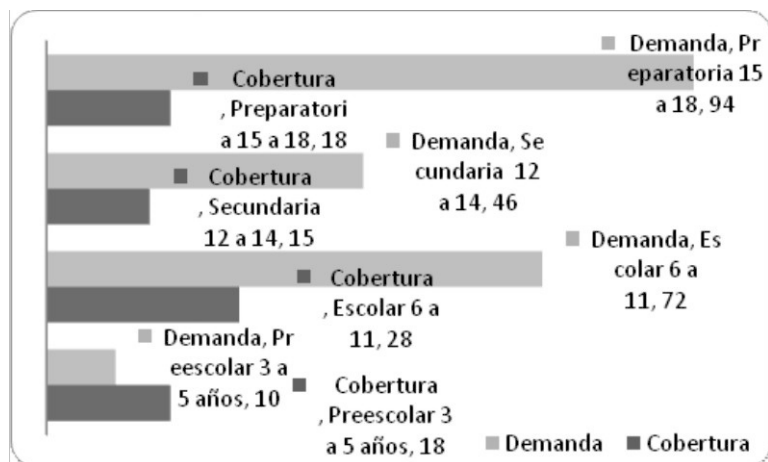 Demanda, Pr
eparatoria 15
a 18, 94
Cobertura
, Preparatori
a 15 a 18, 18
Demanda, Se
cundaria 12
a 14, 46
Cobertura
, Secundaria
12 a 14, 15
Demanda, Es
colar 6 a
11, 72
Cobertura
, Escolar 6 a
11, 28
Demanda, Pr
eescolar 3 a
5 años, 10
Cobertura
, Preescolar 3
a 5 años, 18
Demanda Cobertura